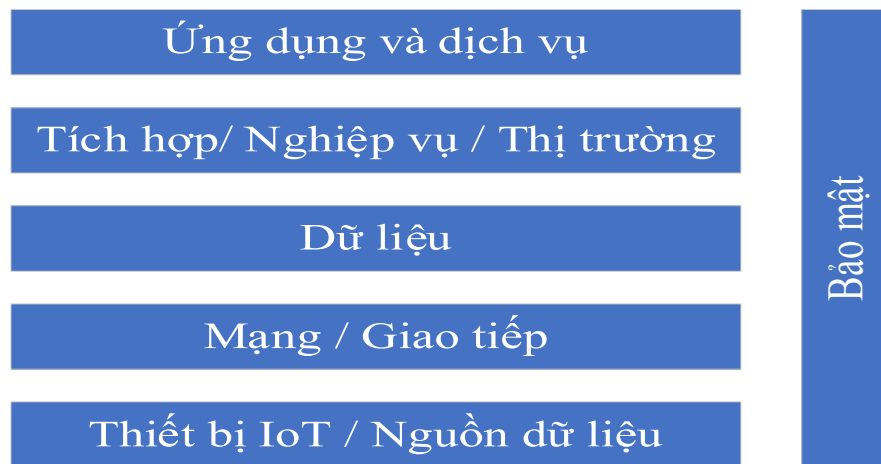 Ứng dụng và dịch vụ
Tích hợp/ Nghiệp vụ / Thị trường
Dữ liệu
Mạng / Giao tiếp
Thiết bị IoT / Nguồn dữ liệu
Bảo mật